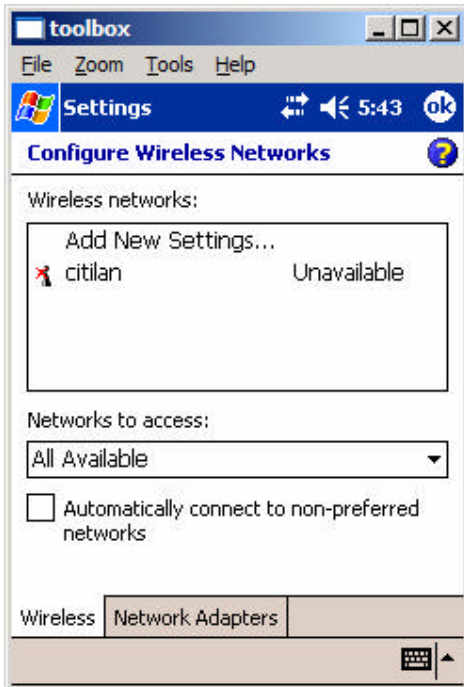 toolbox
File Zoom Tools Help
Settings 5:43 ok
Configure Wireless Networks ?
Wireless networks:
Add New Settings...
citilan Unavailable
Networks to access:
All Available
Automatically connect to non-preferred
networks
Wireless Network Adapters